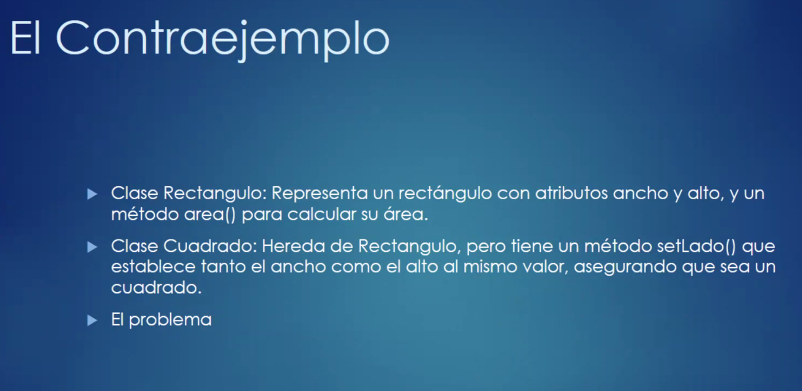 El Contraejemplo
Clase Rectangulo: Representa un rectángulo con atributos ancho y alto, y un
método area() para calcular su área.
Clase Cuadrado: Hereda de Rectangulo, pero tiene un método setLado() que
establece tanto el ancho como el alto al mismo valor, asegurando que sea un
cuadrado.
El problema